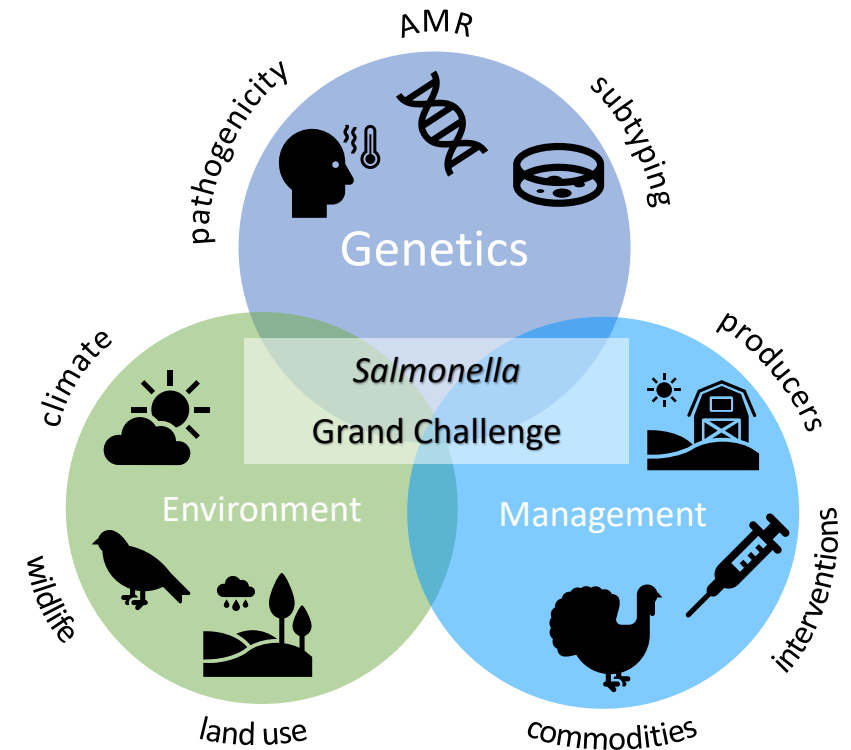 AMR
pathogenicity
subtyping
Genetics
Salmonella
Grand Challenge
climate
producers
Environment
Management
wildlife
interventions
land use
commodities